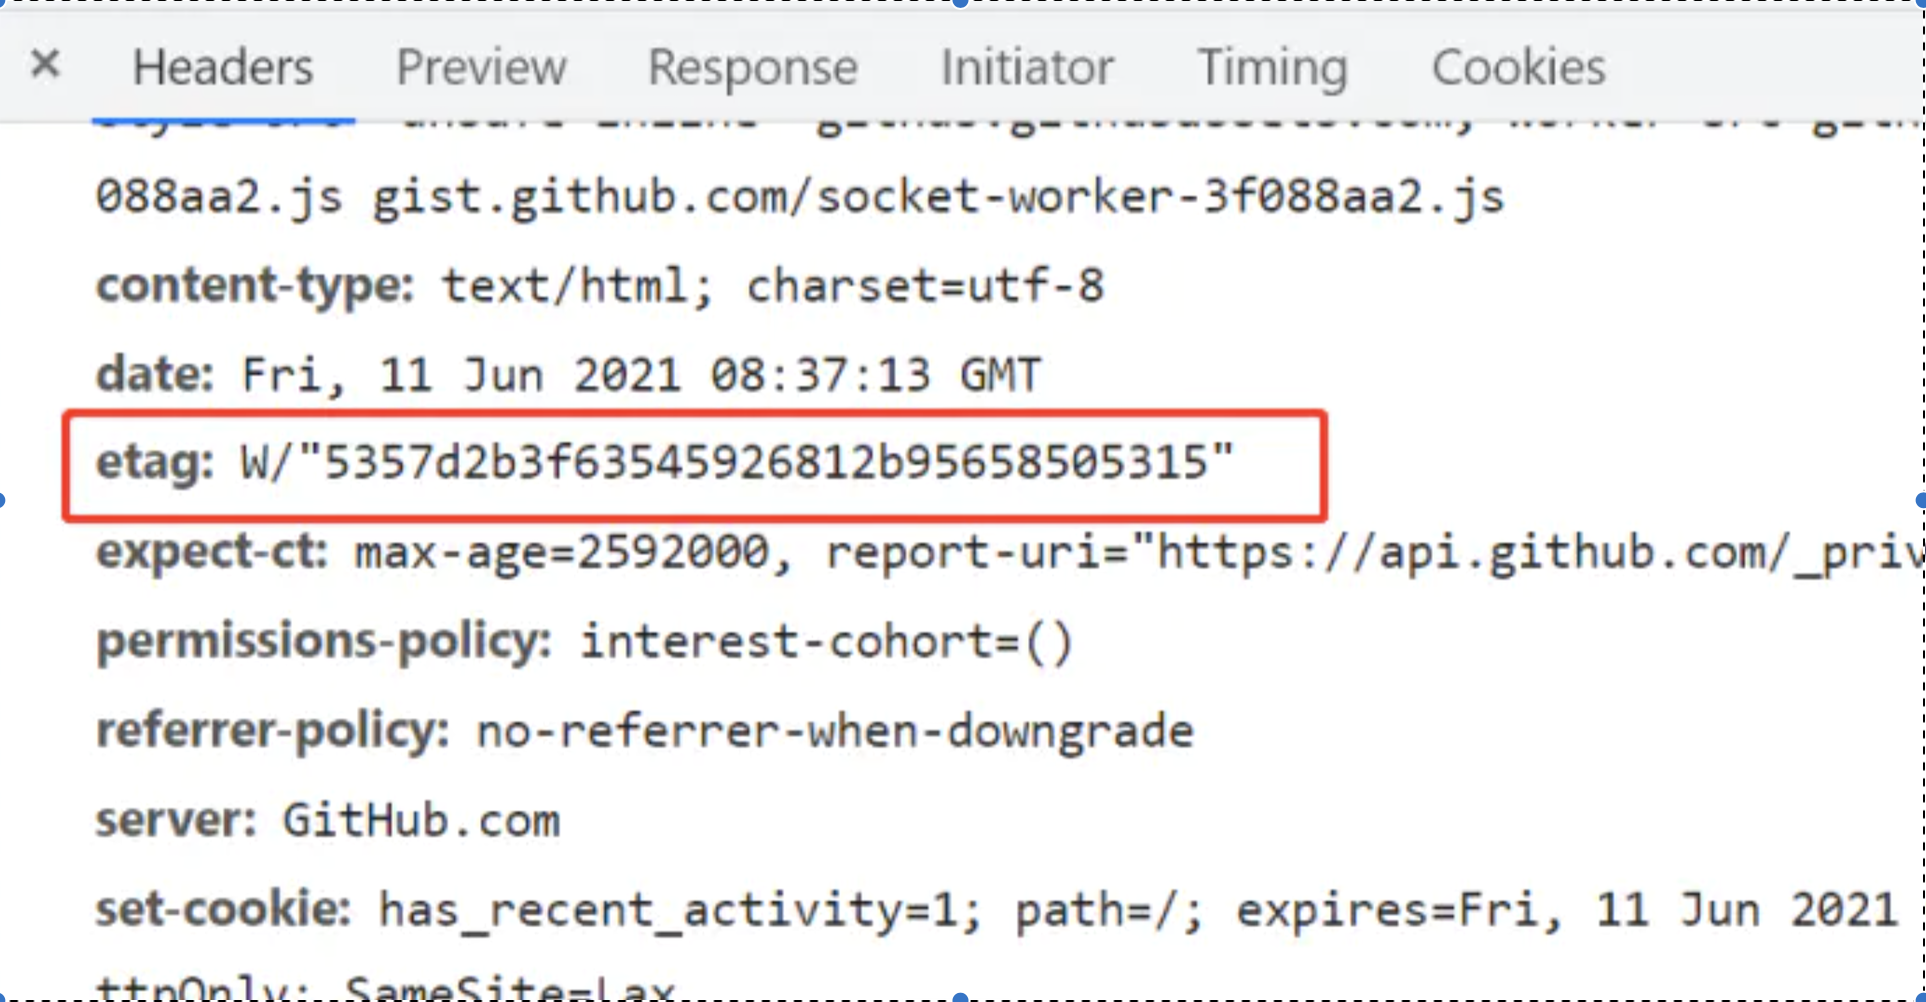 × Headers Preview Response Initiator Timing Cookies
088aa2.js gist.github.com/socket-worker-3f088aa2.js
content-type: text/html; charset=utf-8
date: Fri, 11 Jun 2021 08:37:13 GMT
etag: W/"5357d2b3f63545926812b95658505315"
expect-ct: max-age=2592000, report-uri="https://api.github.com/_priv
permissions-policy: interest-cohort=()
referrer-policy: no-referrer-when-downgrade
server: GitHub.com
set-cookie: has_recent_activity=1; path=/; expires=Fri, 11 Jun 2021
ttpOnly; SameSite=Lax